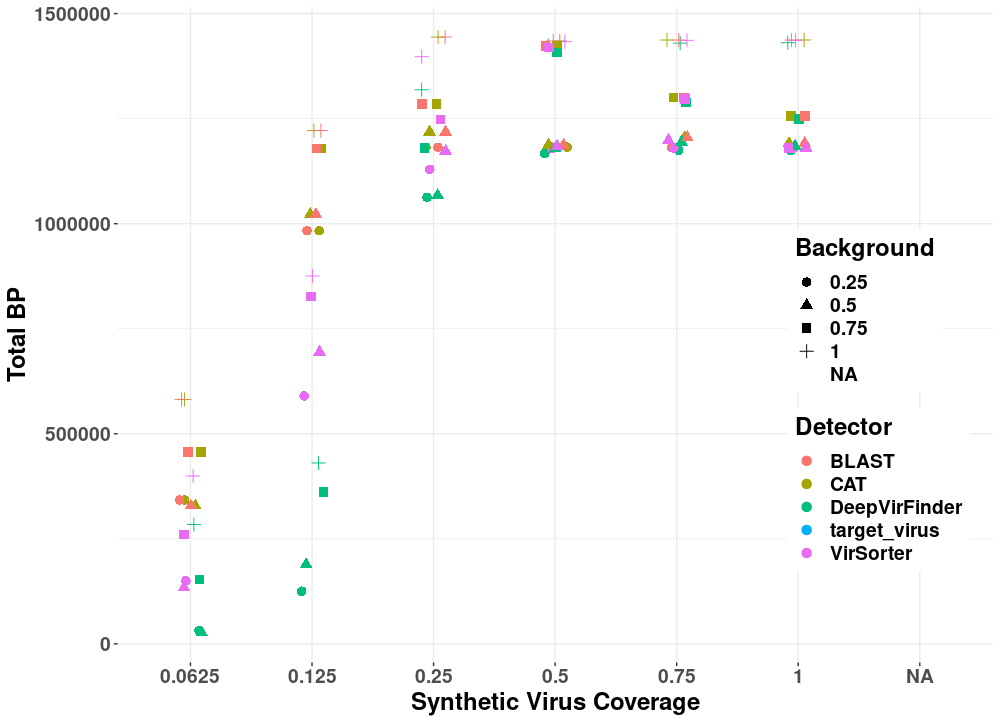 1500000
1000000
500000
0
Total BP
0.0625 0.125 0.25 0.5 0.75 1 NA
Synthetic Virus Coverage
Background
0.25
0.5
0.75
1
NA
Detector
BLAST
CAT
DeepVirFinder
target_virus
VirSorter